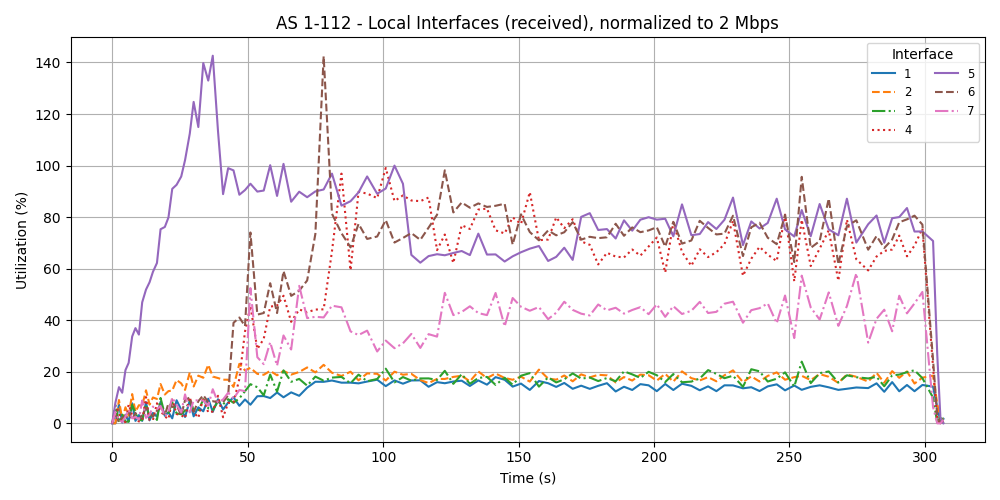 AS 1-112 - Local Interfaces (received), normalized to 2 Mbps
Utilization (%)
140
120
100
80
60
40
20
0
Interface
1 5
2 6
3 7
4
0 50 100 150 200 250 300
Time (s)